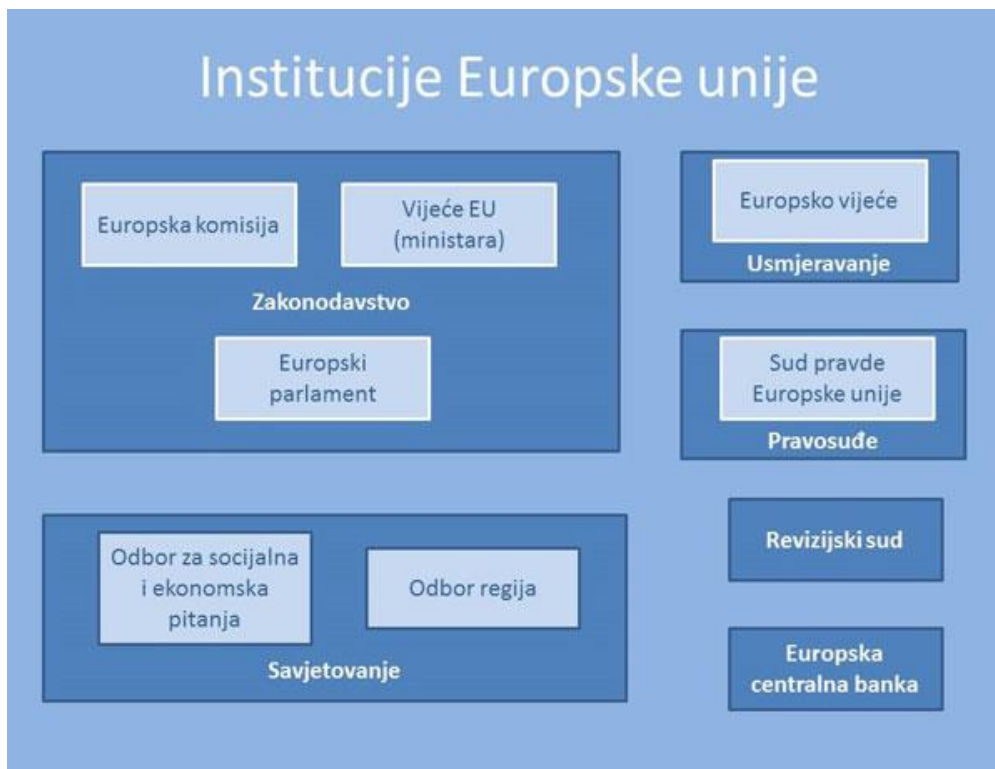 Institucije Europske unije
Europska komisija
Vijeće EU
(ministara)
Zakonodavstvo
Europski
parlament
Europsko vijeće
Usmjeravanje
Sud pravde
Europske unije
Pravosuđe
Odbor za socijalna
i ekonomska
pitanja
Odbor regija
Savjetovanje
Revizijski sud
Europska
centralna banka